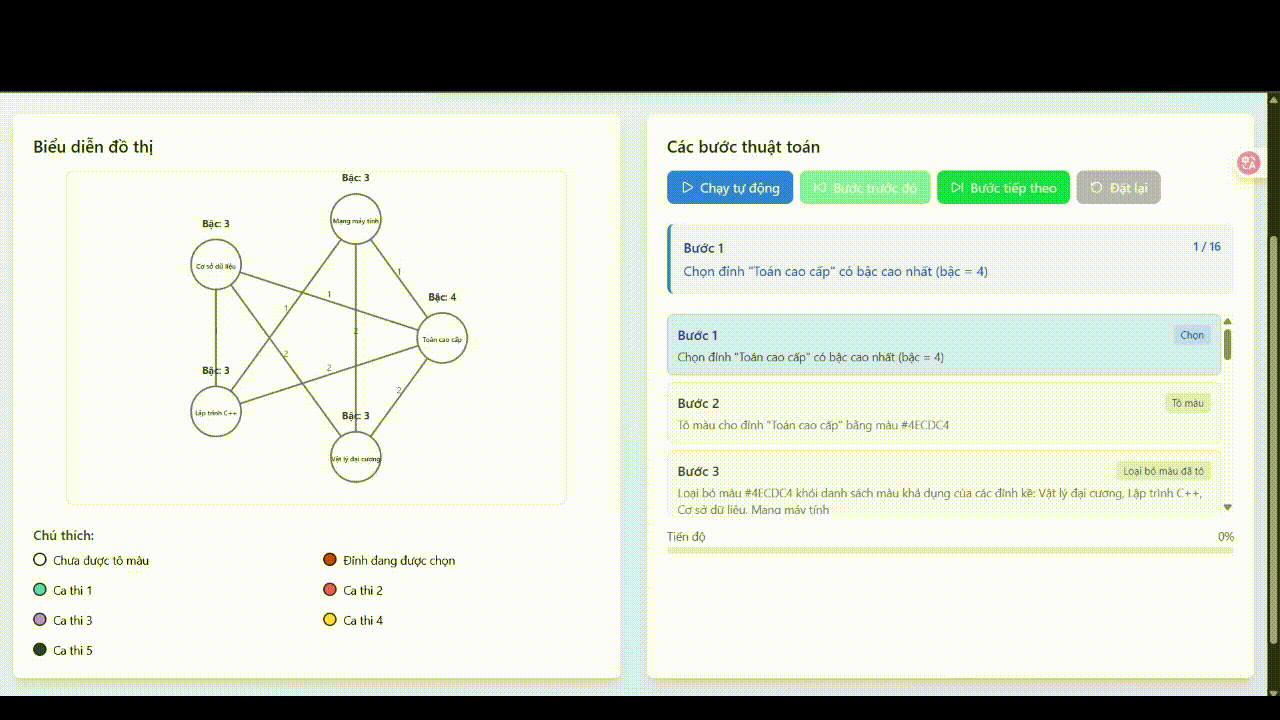 Biểu diễn đồ thị
Bậc: 3
Mạng máy tính
Bậc: 3
Cơ sở dữ liệu
1
1
Bậc: 4
1
Toán cao cấp
2
2
2
Bậc: 3
2
Lập trình C++
Bậc: 3
Vật lý đại cương
Chú thích:
Chưa được tô màu
Đỉnh đang được chọn
Ca thi 1
Ca thi 2
Ca thi 3
Ca thi 4
Ca thi 5
Các bước thuật toán
Chạy tự động
Bước trước đó
Bước tiếp theo
Đặt lại
Bước 1
1 / 16
Chọn đỉnh "Toán cao cấp" có bậc cao nhất (bậc = 4)
Bước 1
Chọn
Chọn đỉnh "Toán cao cấp" có bậc cao nhất (bậc = 4)
Bước 2
Tô màu
Tô màu cho đỉnh "Toán cao cấp" bằng màu #4ECDC4
Bước 3
Loại bỏ màu đã tô
Loại bỏ màu #4ECDC4 khỏi danh sách màu khả dụng của các đỉnh kề: Vật lý đại cương, Lập trình C++,
Cơ sở dữ liệu, Mạng máy tính
Tiến độ
0%